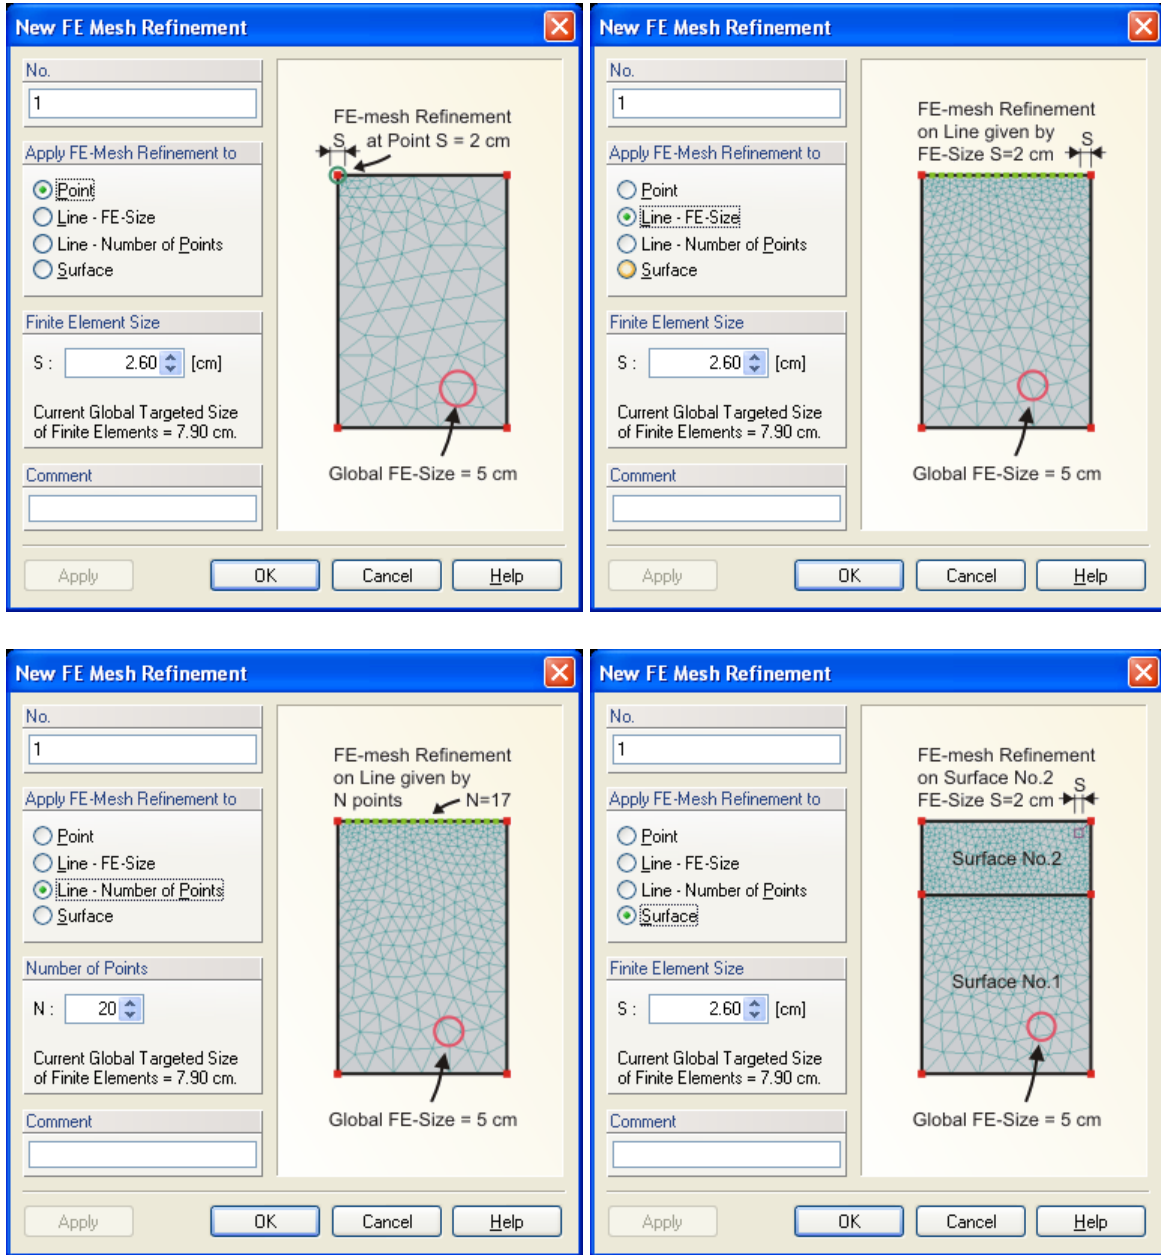 New FE Mesh Refinement
No.
1
Apply FE-Mesh Refinement to
Point
Line - FE-Size
Line - Number of Points
Surface
Finite Element Size
S :
2.60
[cm]
Current Global Targeted Size
of Finite Elements = 7.90 cm.
Comment
FE-mesh Refinement
S at Point S = 2 cm
Global FE-Size = 5 cm
Apply
OK
Cancel
Help
New FE Mesh Refinement
No.
1
Apply FE-Mesh Refinement to
Point
Line - FE-Size
Line - Number of Points
Surface
Finite Element Size
S :
2.60
[cm]
Current Global Targeted Size
of Finite Elements = 7.90 cm.
Comment
FE-mesh Refinement
on Line given by S
FE-Size S=2 cm
Global FE-Size = 5 cm
Apply
OK
Cancel
Help
New FE Mesh Refinement
No.
1
Apply FE-Mesh Refinement to
Point
Line - FE-Size
Line - Number of Points
Surface
Number of Points
N :
20
Current Global Targeted Size
of Finite Elements = 7.90 cm.
Comment
FE-mesh Refinement
on Line given by
N points N=17
Global FE-Size = 5 cm
Apply
OK
Cancel
Help
New FE Mesh Refinement
No.
1
Apply FE-Mesh Refinement to
Point
Line - FE-Size
Line - Number of Points
Surface
Finite Element Size
S :
2.60
[cm]
Current Global Targeted Size
of Finite Elements = 7.90 cm.
Comment
FE-mesh Refinement
on Surface No.2
FE-Size S=2 cm S
Surface No.2
Surface No.1
Global FE-Size = 5 cm
Apply
OK
Cancel
Help